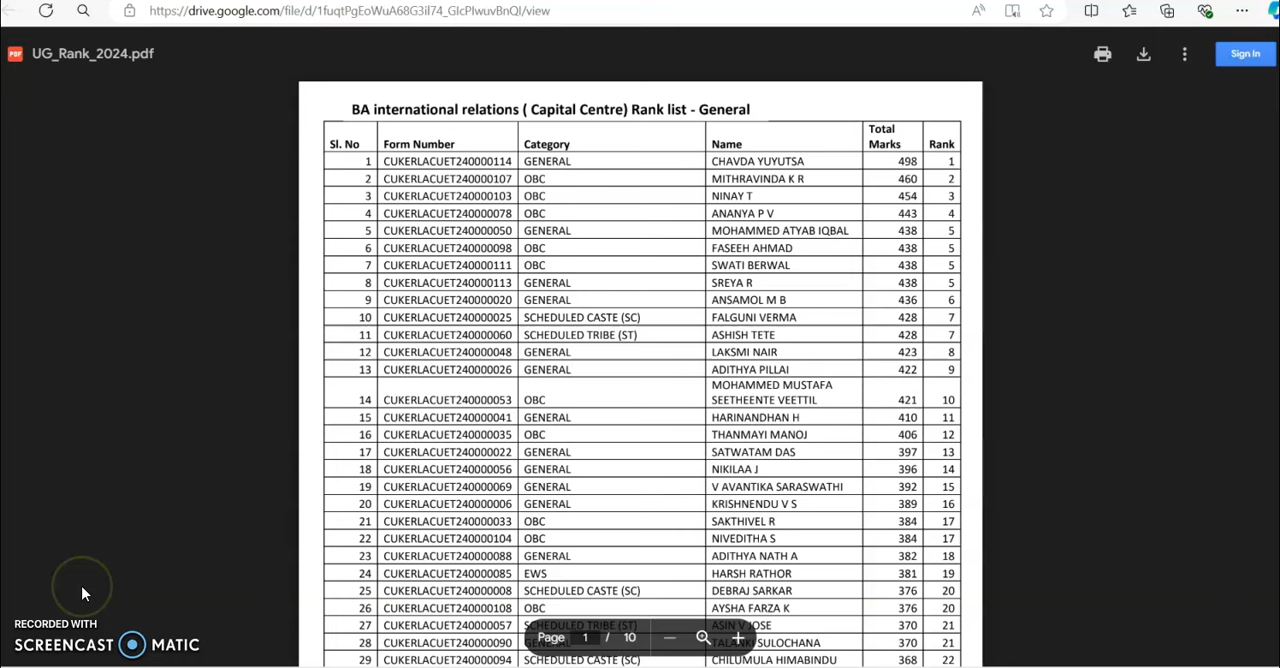 https://drive.google.com/file/d/1fuqtPgEoWuA68G3il74_GlcPlwuvBnQl/view
UG_Rank_2024.pdf
Sign In
BA international relations ( Capital Centre) Rank list - General
Sl. No Form Number Category Name Total Marks Rank
1 CUKERLACUET240000114 GENERAL CHAVDA YUYUTSA 498 1
2 CUKERLACUET240000107 OBC MITHRAVINDA K R 460 2
3 CUKERLACUET240000103 OBC NINAY T 454 3
4 CUKERLACUET240000078 OBC ANANYA P V 443 4
5 CUKERLACUET240000050 GENERAL MOHAMMED ATYAB IQBAL 438 5
6 CUKERLACUET240000098 OBC FASEEH AHMAD 438 5
7 CUKERLACUET240000111 OBC SWATI BERWAL 438 5
8 CUKERLACUET240000113 GENERAL SREYA R 438 5
9 CUKERLACUET240000020 GENERAL ANSAMOL M B 436 6
10 CUKERLACUET240000025 SCHEDULED CASTE (SC) FALGUNI VERMA 428 7
11 CUKERLACUET240000060 SCHEDULED TRIBE (ST) ASHISH TETE 428 7
12 CUKERLACUET240000048 GENERAL LAKSMI NAIR 423 8
13 CUKERLACUET240000026 GENERAL ADITHYA PILLAI 422 9
14 CUKERLACUET240000053 OBC MOHAMMED MUSTAFA SEETHEENTE VEETTIL 421 10
15 CUKERLACUET240000041 GENERAL HARINANDHAN H 410 11
16 CUKERLACUET240000035 OBC THANMAYI MANOJ 406 12
17 CUKERLACUET240000022 GENERAL SATWATAM DAS 397 13
18 CUKERLACUET240000056 GENERAL NIKILAA J 396 14
19 CUKERLACUET240000069 GENERAL V AVANTIKA SARASWATHI 392 15
20 CUKERLACUET240000006 GENERAL KRISHNENDU V S 389 16
21 CUKERLACUET240000033 OBC SAKTHIVEL R 384 17
22 CUKERLACUET240000104 OBC NIVEDITHA S 384 17
23 CUKERLACUET240000088 GENERAL ADITHYA NATH A 382 18
24 CUKERLACUET240000085 EWS HARSH RATHOR 381 19
25 CUKERLACUET240000008 SCHEDULED CASTE (SC) DEBRAJ SARKAR 376 20
26 CUKERLACUET240000108 OBC AYSHA FARZA K 376 20
27 CUKERLACUET240000057 SCHEDULED TRIBE (ST) ASIN V JOSE 370 21
28 CUKERLACUET240000090 GENERAL TALANKI SULOCHANA 370 21
29 CUKERLACUET240000094 SCHEDULED CASTE (SC) CHILUMULA HIMABINDU 368 22
Page 1 / 10
RECORDED WITH
SCREENCAST MATIC